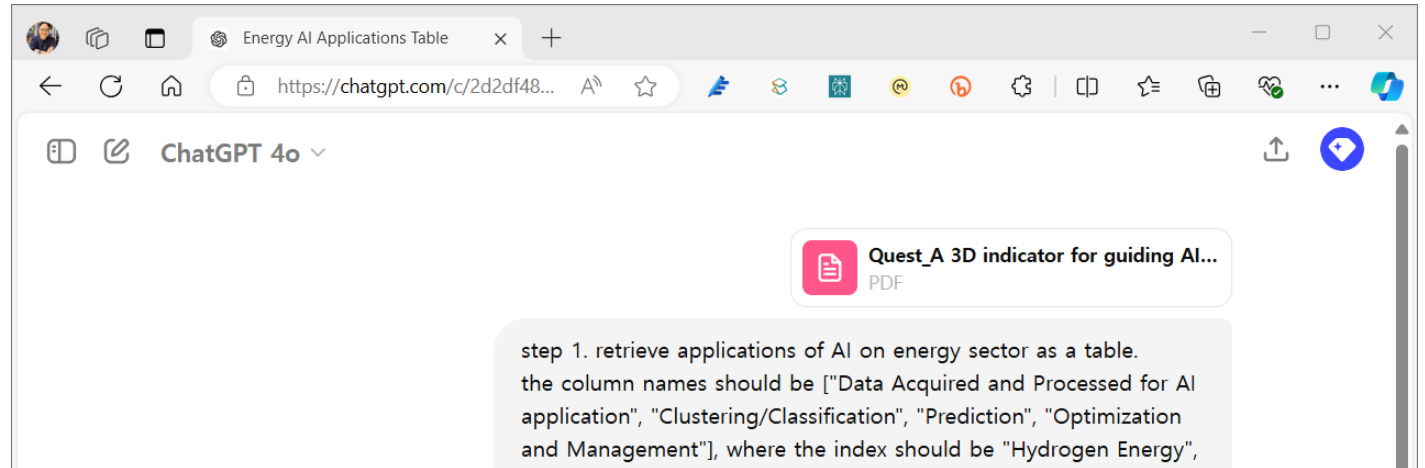 Energy AI Applications Table
https://chatgpt.com/c/2d2df48...
ChatGPT 4o
Quest_A 3D indicator for guiding AI...
PDF
step 1. retrieve applications of AI on energy sector as a table.
the column names should be ["Data Acquired and Processed for AI
application", "Clustering/Classification", "Prediction", "Optimization
and Management"], where the index should be "Hydrogen Energy",